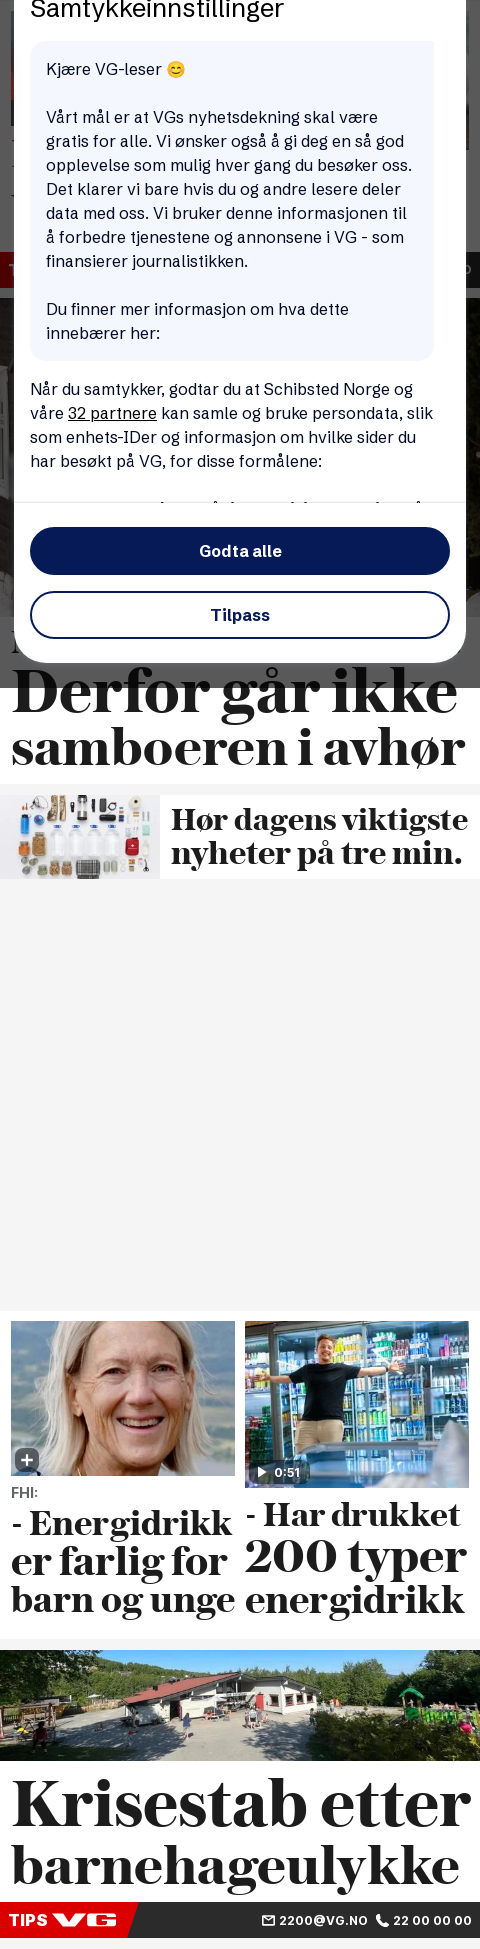 Samtykkeinnstillinger
Kjære VG-leser 😊
Vårt mål er at VGs nyhetsdekning skal være
gratis for alle. Vi ønsker også å gi deg en så god
opplevelse som mulig hver gang du besøker oss.
Det klarer vi bare hvis du og andre lesere deler
data med oss. Vi bruker denne informasjonen til
å forbedre tjenestene og annonsene i VG - som
finansierer journalistikken.
Du finner mer informasjon om hva dette
innebærer her:
Når du samtykker, godtar du at Schibsted Norge og
våre 32 partnere kan samle og bruke persondata, slik
som enhets-IDer og informasjon om hvilke sider du
har besøkt på VG, for disse formålene:
Godta alle
Tilpass
Derfor går ikke
samboeren i avhør
Hør dagens viktigste
nyheter på tre min.
FHI:
- Energidrikk
er farlig for
barn og unge
0:51
- Har drukket
200 typer
energidrikk
Krisestab etter
barnehageulykke
TIPS VG 2200@VG.NO 22 00 00 00